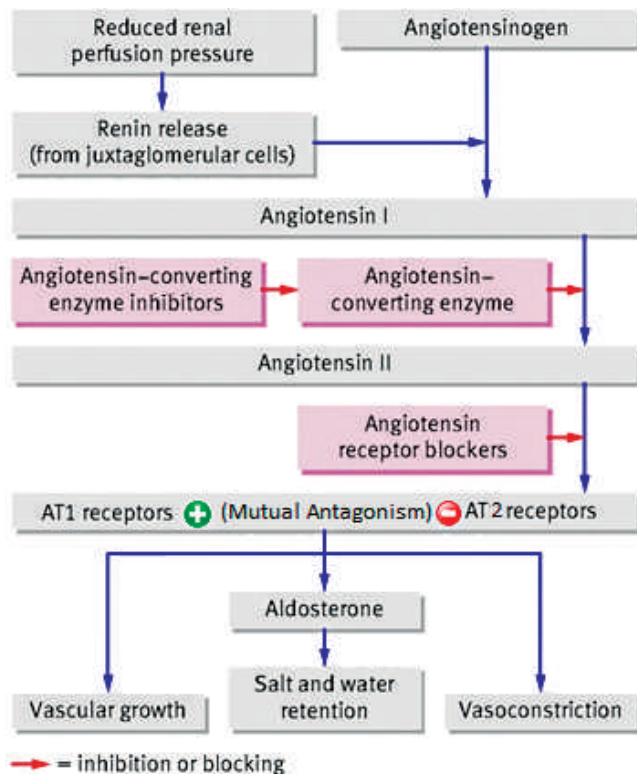 Reduced renal
perfusion pressure
Angiotensinogen
Renin release
(from juxtaglomerular cells)
Angiotensin I
Angiotensin–converting
enzyme inhibitors
Angiotensin–
converting enzyme
Angiotensin II
Angiotensin
receptor blockers
AT1 receptors + (Mutual Antagonism) − AT2 receptors
Aldosterone
Vascular growth
Salt and water
retention
Vasoconstriction
= inhibition or blocking